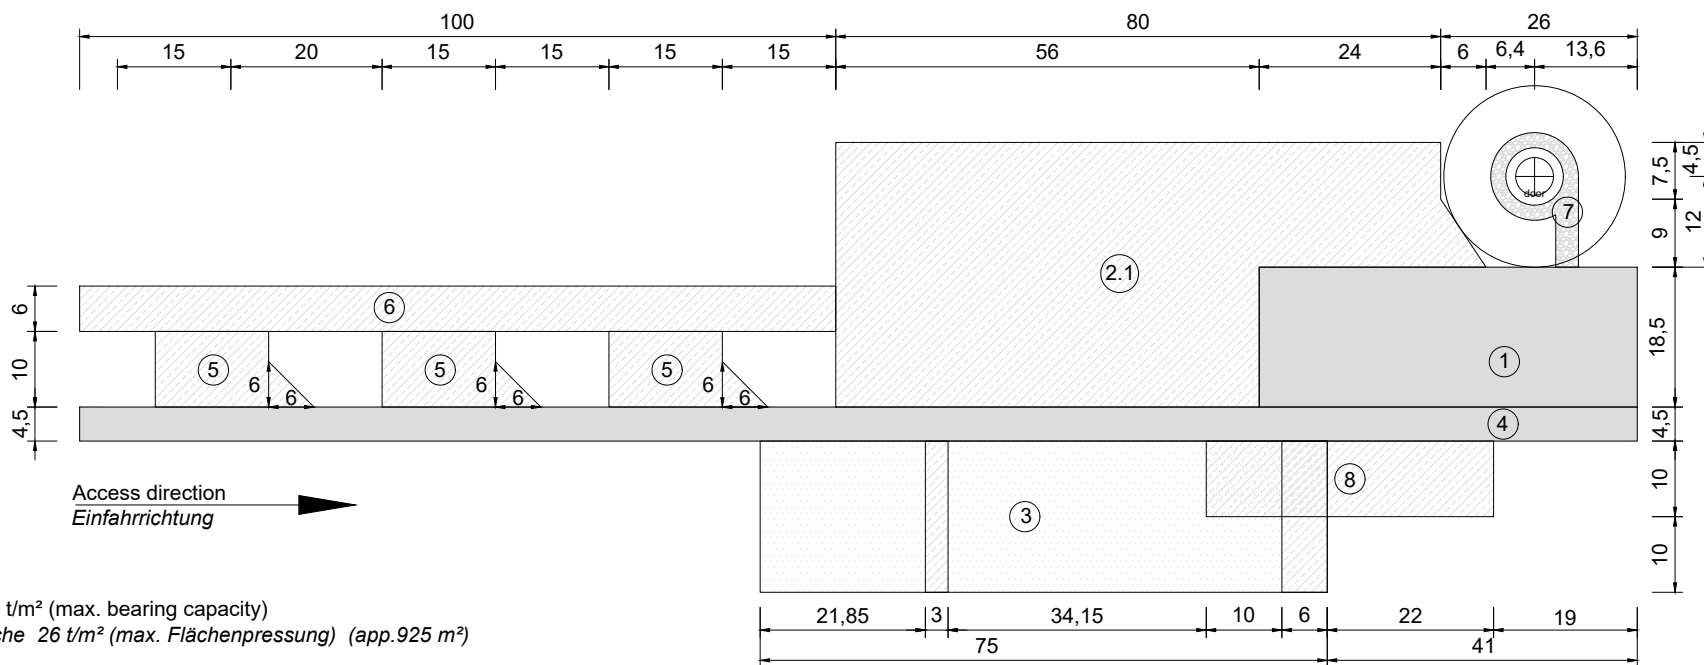 100 80 26
15 20 15 15 15 15 56 24 6 6,4 13,6
7,5 4,5
door
7
9 12
2.1
6 6
18,5
10 5 6 6 5 6 6 5 6 6 1
4,5 4 4,5
8 10
Access direction
Einfahrrichtung
3
10
t/m² (max. bearing capacity)
che 26 t/m² (max. Flächenpressung) (app.925 m²)
21,85 3 34,15 10 6 22 19
75 41